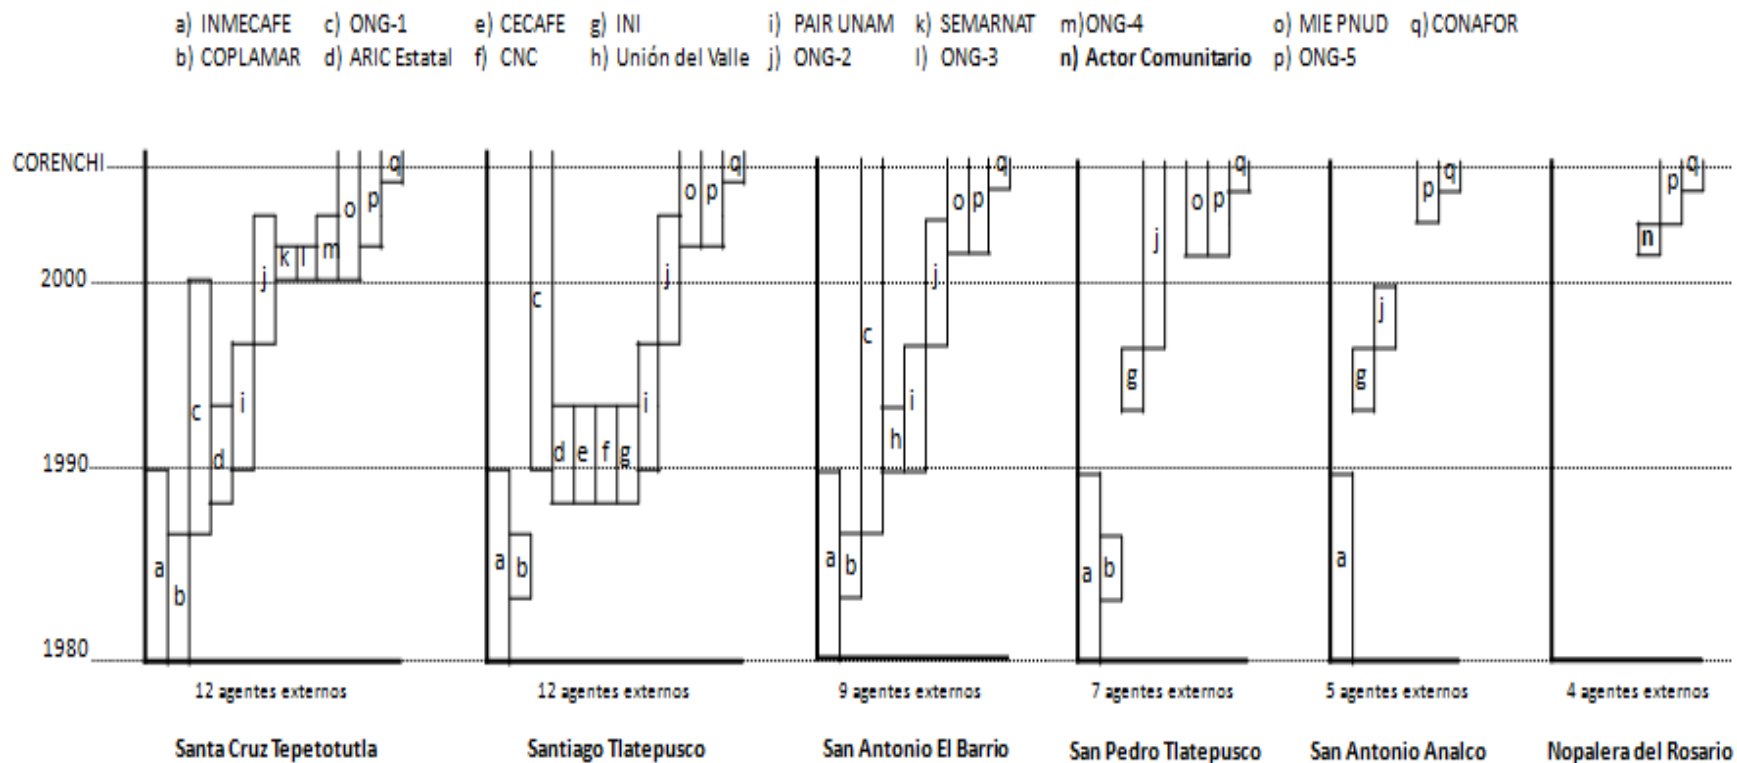 a) INMECAFE c) ONG-1 e) CECAFE g) INI i) PAIR UNAM k) SEMARNAT m)ONG-4 o) MIE PNUD q)CONAFOR
b) COPLAMAR d) ARIC Estatal f) CNC h) Unión del Valle j) ONG-2 l) ONG-3 n) Actor Comunitario p) ONG-5
CORENCHI
q q q q q q
o p o p o p o p p p
k l m j n
2000
j j j j
c c c
i i i g g
1990
d d e f g h
a b a b a b a b a
1980
12 agentes externos 12 agentes externos 9 agentes externos 7 agentes externos 5 agentes externos 4 agentes externos
Santa Cruz Tepetotutla Santiago Tlatepusco San Antonio El Barrio San Pedro Tlatepusco San Antonio Analco Nopalera del Rosario